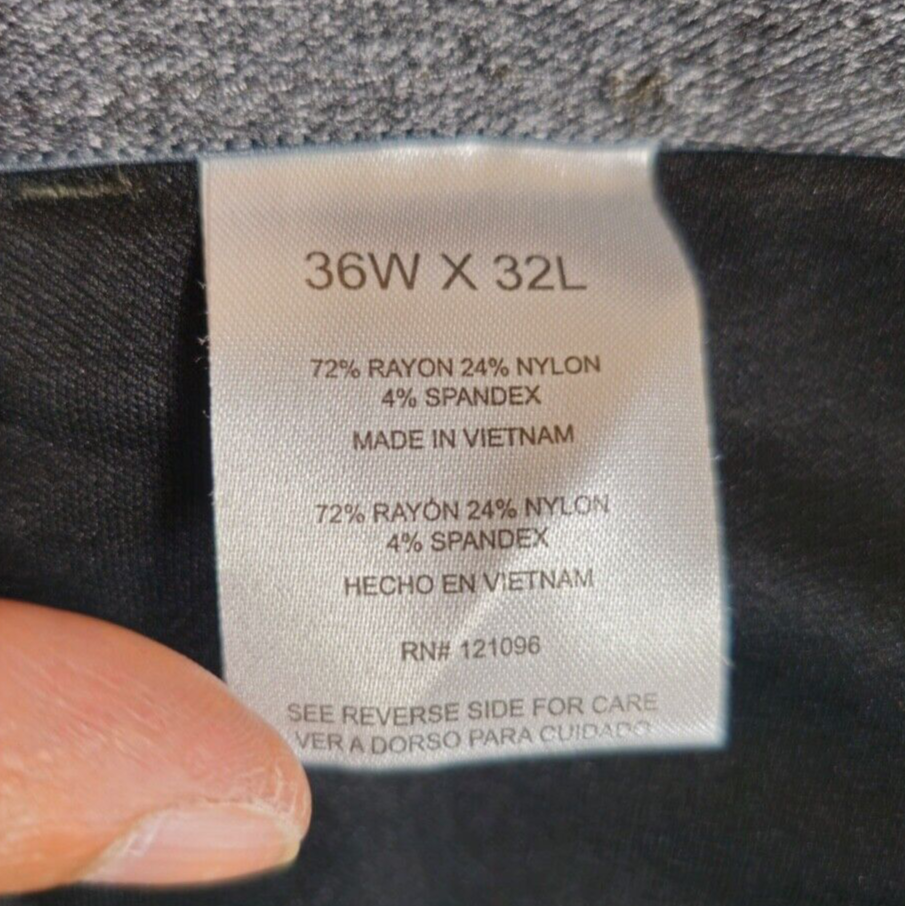 36W X 32L
72% RAYON 24% NYLON
4% SPANDEX
MADE IN VIETNAM
72% RAYÓN 24% NYLON
4% SPANDEX
HECHO EN VIETNAM
RN# 121096
SEE REVERSE SIDE FOR CARE
VER A DORSO PARA CUIDADO